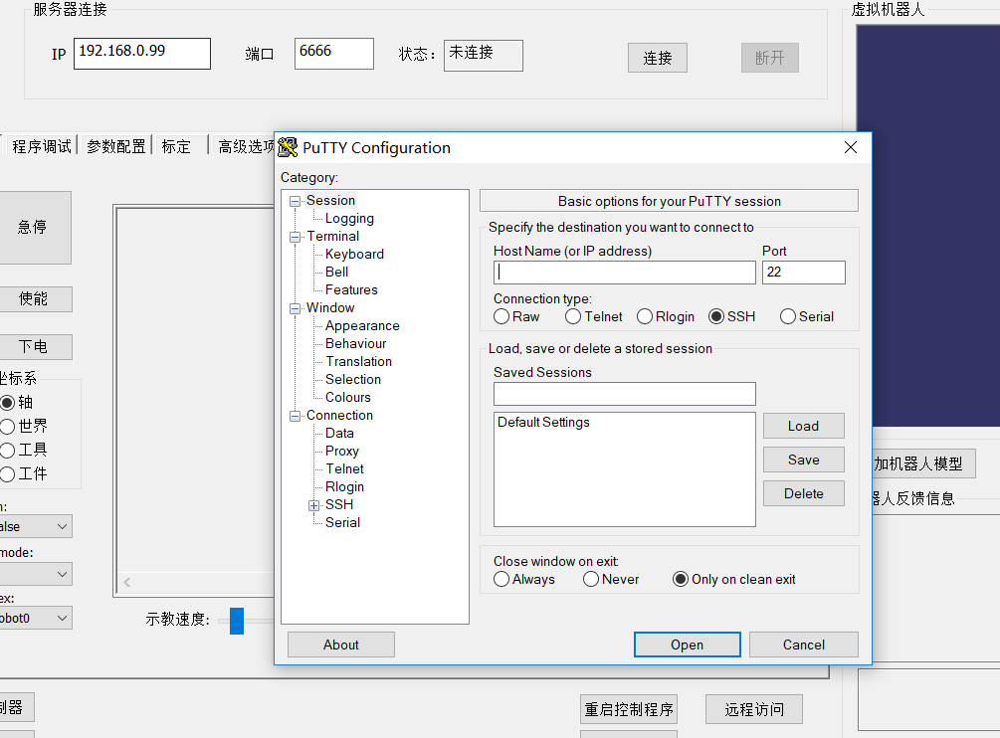 服务器连接
虚拟机器人
IP 192.168.0.99 端口 6666 状态： 未连接 连接 断开
程序调试 参数配置 标定 高级选项
急停
使能
下电
坐标系
轴
世界
工具
工件
alse
mode:
ex:
obot0
示教速度:
PuTTY Configuration
Category:
Session
Logging
Terminal
Keyboard
Bell
Features
Window
Appearance
Behaviour
Translation
Selection
Colours
Connection
Data
Proxy
Telnet
Rlogin
SSH
Serial
Basic options for your PuTTY session
Specify the destination you want to connect to
Host Name (or IP address) Port
22
Connection type:
Raw Telnet Rlogin SSH Serial
Load, save or delete a stored session
Saved Sessions
Default Settings
Load
Save
Delete
Close window on exit:
Always Never Only on clean exit
About Open Cancel
加机器人模型
器人反馈信息
制器 重启控制程序 远程访问